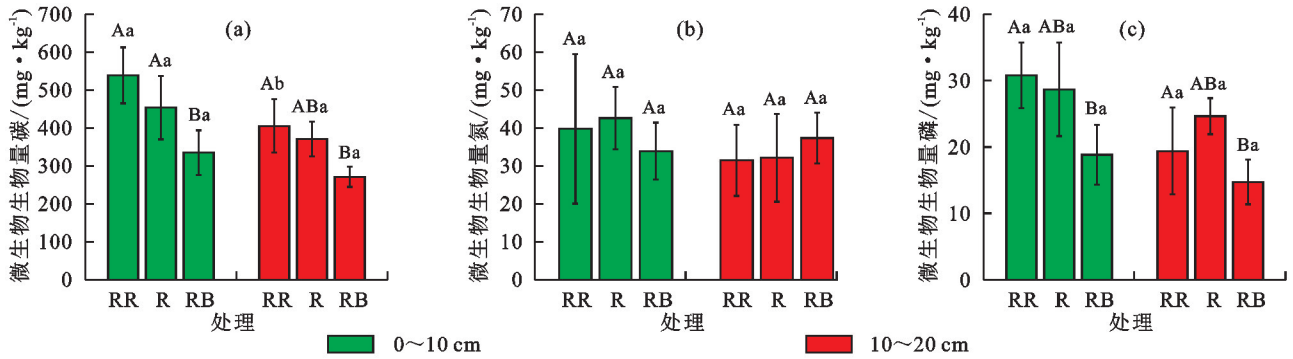 微生物生物量碳/(mg·kg⁻¹)
700
600
500
400
300
200
100
0
(a)
Aa
Aa
Ba
Ab
ABa
Ba
RR R RB RR R RB
处理
微生物生物量氮/(mg·kg⁻¹)
70
60
50
40
30
20
10
0
(b)
Aa
Aa
Aa
Aa
Aa
Aa
RR R RB RR R RB
处理
微生物生物量磷/(mg·kg⁻¹)
40
30
20
10
0
(c)
Aa
ABa
Ba
Aa
ABa
Ba
RR R RB RR R RB
处理
0～10 cm
10～20 cm